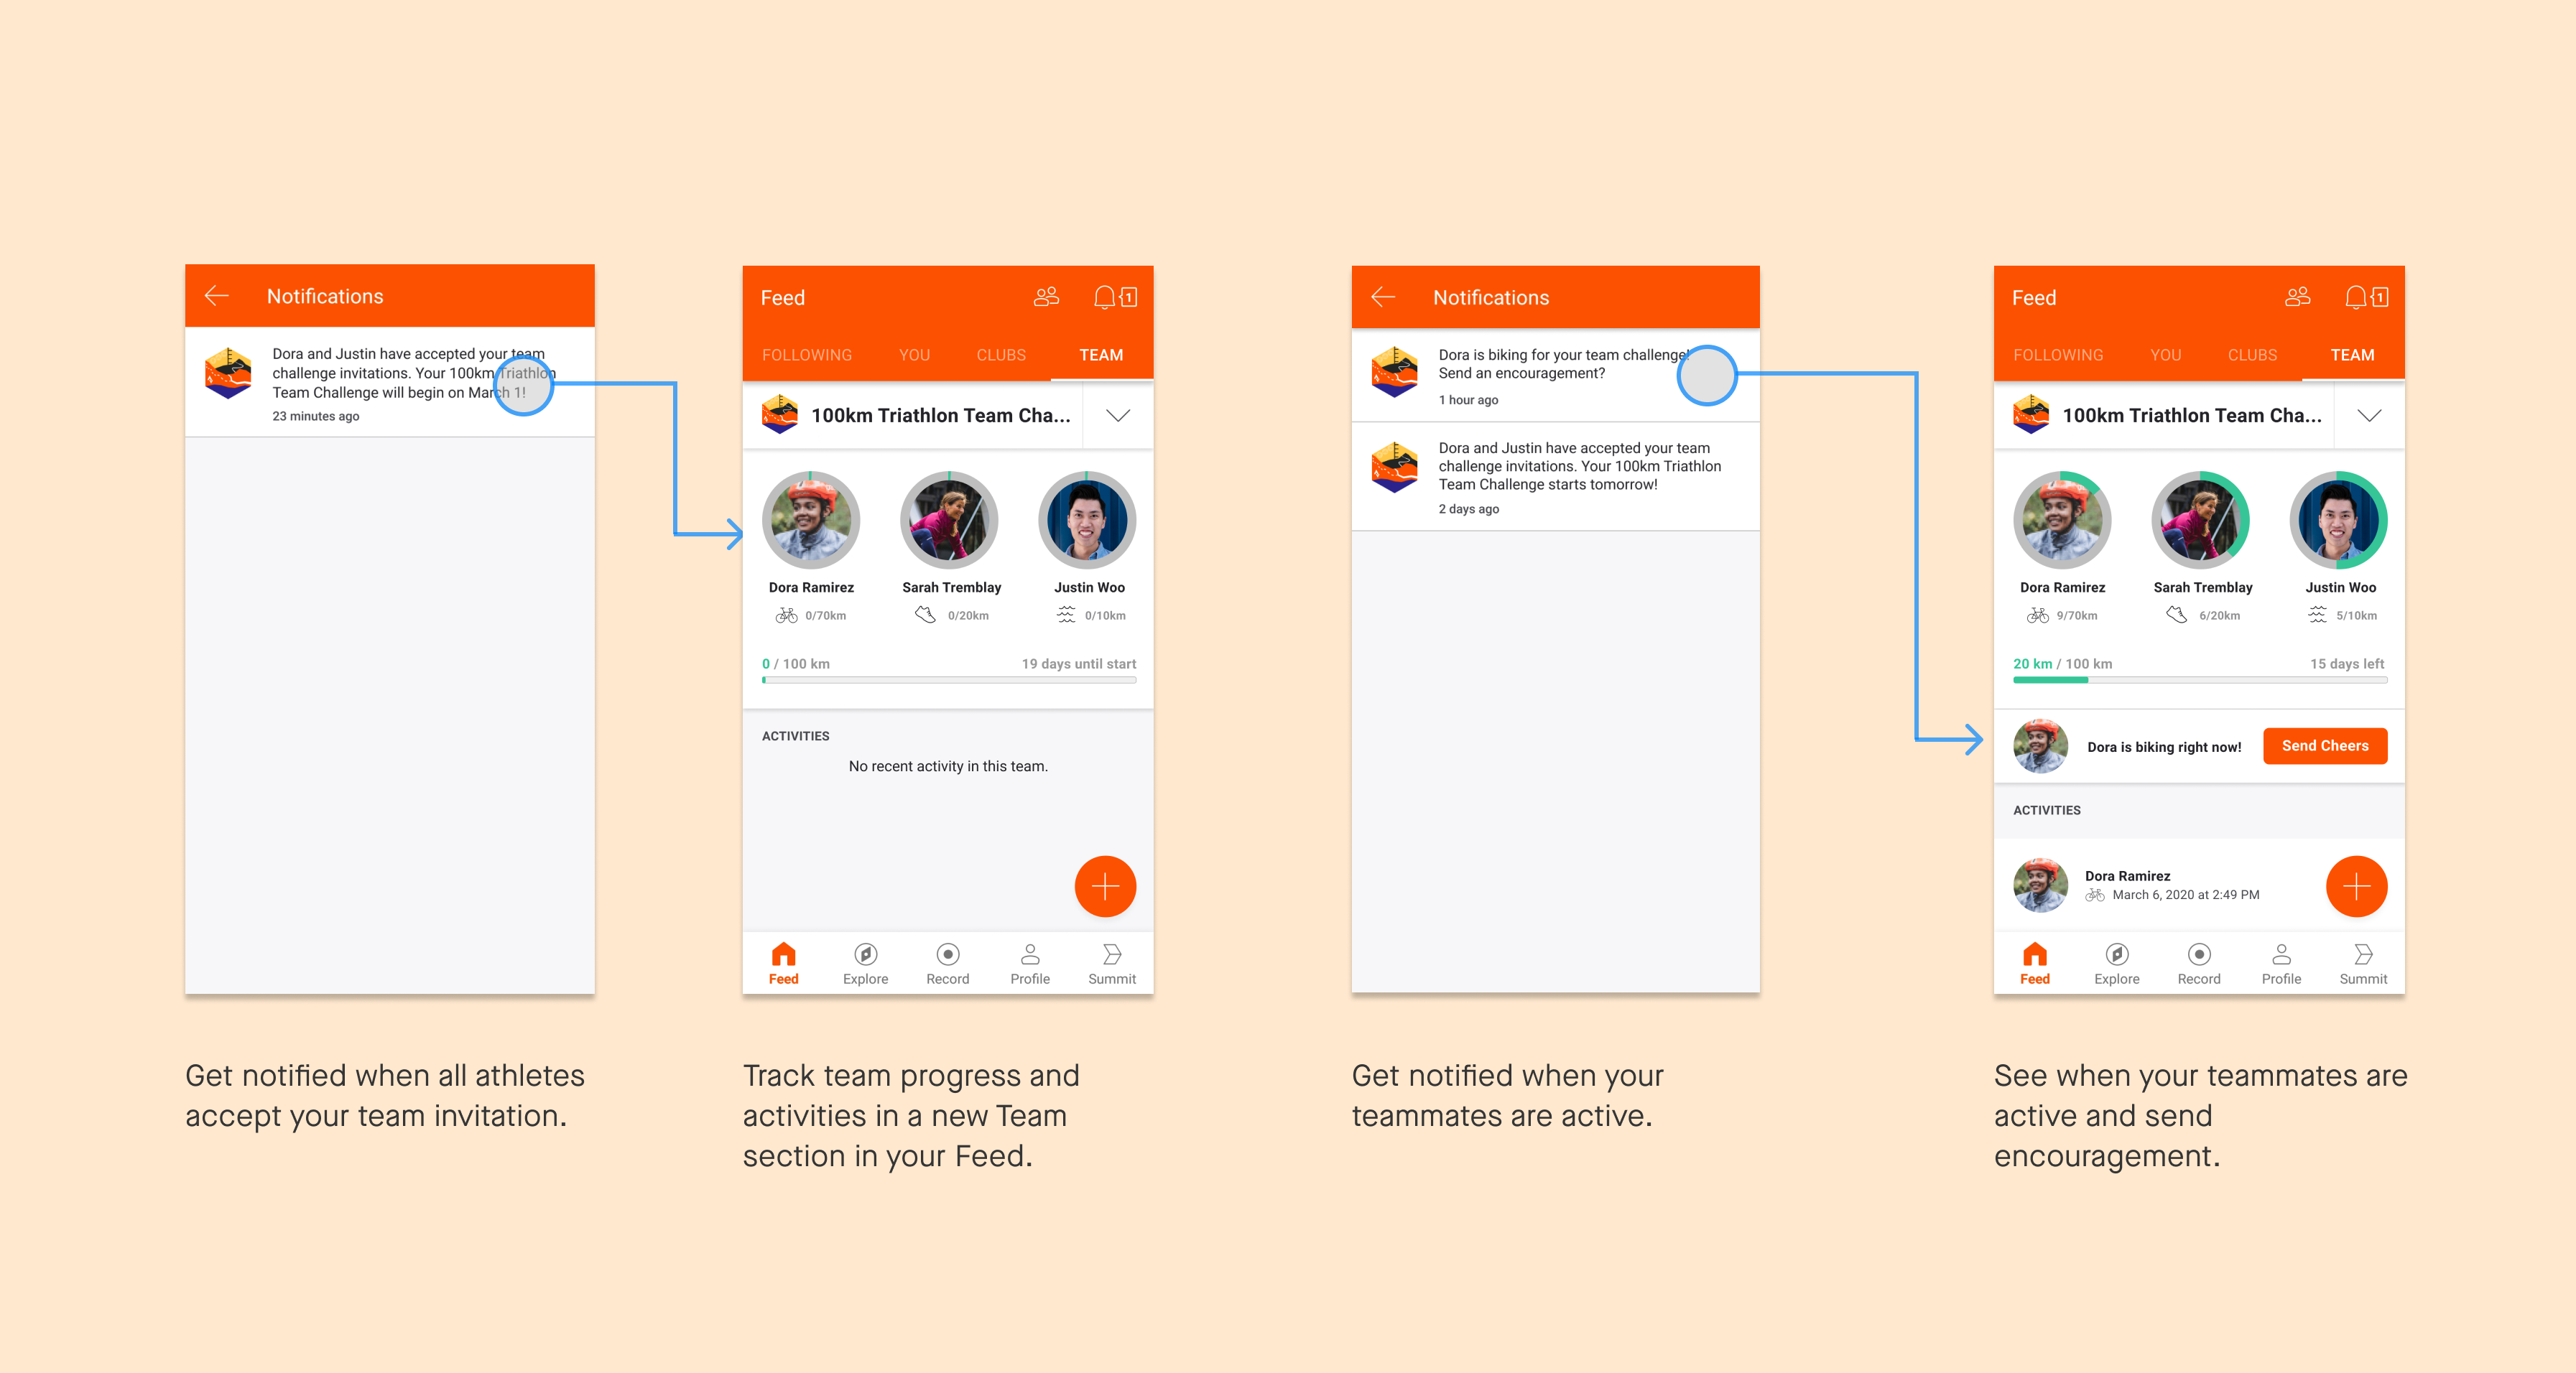 Notifications
Dora and Justin have accepted your team
challenge invitations. Your 100km Triathlon
Team Challenge will begin on March 1!
23 minutes ago
Get notified when all athletes
accept your team invitation.
Feed
1
FOLLOWING YOU CLUBS TEAM
100km Triathlon Team Cha...
Dora Ramirez Sarah Tremblay Justin Woo
0/70km 0/20km 0/10km
0 / 100 km 19 days until start
ACTIVITIES
No recent activity in this team.
Feed Explore Record Profile Summit
Track team progress and
activities in a new Team
section in your Feed.
Notifications
Dora is biking for your team challenge!
Send an encouragement?
1 hour ago
Dora and Justin have accepted your team
challenge invitations. Your 100km Triathlon
Team Challenge starts tomorrow!
2 days ago
Get notified when your
teammates are active.
Feed
1
FOLLOWING YOU CLUBS TEAM
100km Triathlon Team Cha...
Dora Ramirez Sarah Tremblay Justin Woo
9/70km 6/20km 5/10km
20 km / 100 km 15 days left
Dora is biking right now! Send Cheers
ACTIVITIES
Dora Ramirez
March 6, 2020 at 2:49 PM
Feed Explore Record Profile Summit
See when your teammates are
active and send
encouragement.